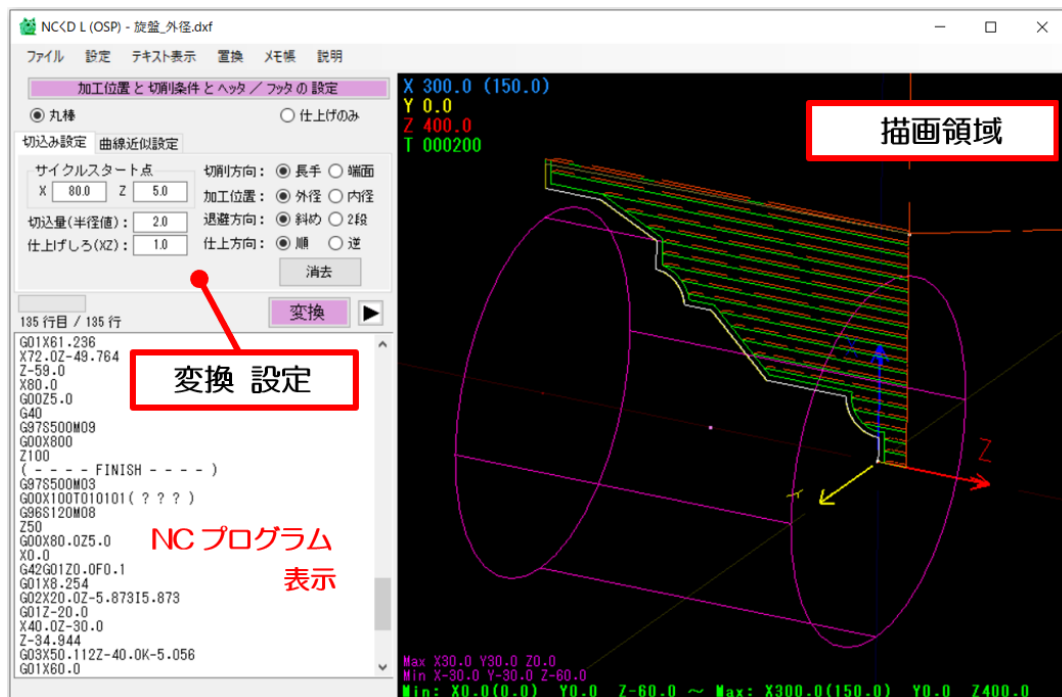 NC<D L (OSP) - 旋盤_外径.dxf
ファイル 設定 テキスト表示 置換 メモ帳 説明
加工位置 と 切削条件 と ヘッダ / フッタ の 設定
丸棒 仕上げのみ
切込み設定 曲線近似設定
サイクルスタート点
X 80.0 Z 5.0
切込量(半径値): 2.0
仕上げしろ(XZ): 1.0
切削方向: 長手 端面
加工位置: 外径 内径
退避方向: 斜め 2段
仕上方向: 順 逆
消去
変換
135 行目 / 135 行
G01X61.236
X72.0Z-49.764
Z-59.0
X80.0
G00Z5.0
G40
G97S500M09
G00X800
Z100
( - - - - FINISH - - - - )
G97S500M03
G00X100T010101( ? ? ? )
G96S120M08
Z50
G00X80.0Z5.0
X0.0
G42G01Z0.0F0.1
G01X8.254
G02X20.0Z-5.873I5.873
G01Z-20.0
X40.0Z-30.0
Z-34.944
G03X50.112Z-40.0K-5.056
G01X60.0
変換 設定
NC プログラム
表示
X 300.0 (150.0)
Y 0.0
Z 400.0
T 000200
描画領域
X
Y
Z
Max X30.0 Y30.0 Z0.0
Min X-30.0 Y-30.0 Z-60.0
Min: X0.0(0.0) Y0.0 Z-60.0 ~ Max: X300.0(150.0) Y0.0 Z400.0